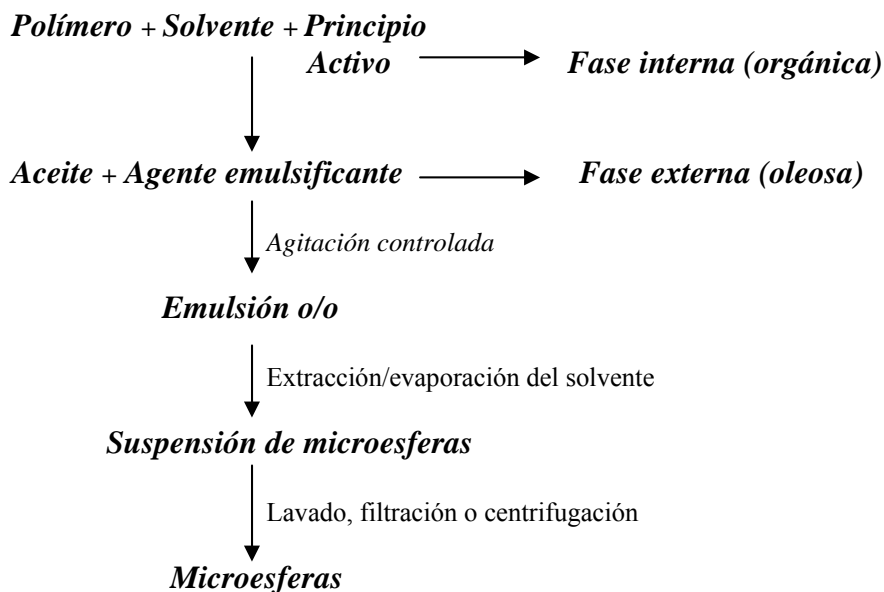 Polímero + Solvente + Principio
Activo
Fase interna (orgánica)
Aceite + Agente emulsificante
Fase externa (oleosa)
Agitación controlada
Emulsión o/o
Extracción/evaporación del solvente
Suspensión de microesferas
Lavado, filtración o centrifugación
Microesferas